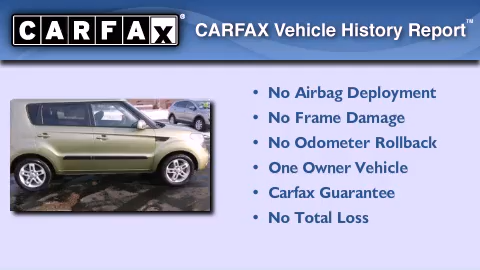 CARFAX® CARFAX Vehicle History Report™
• No Airbag Deployment
• No Frame Damage
• No Odometer Rollback
• One Owner Vehicle
• Carfax Guarantee
• No Total Loss